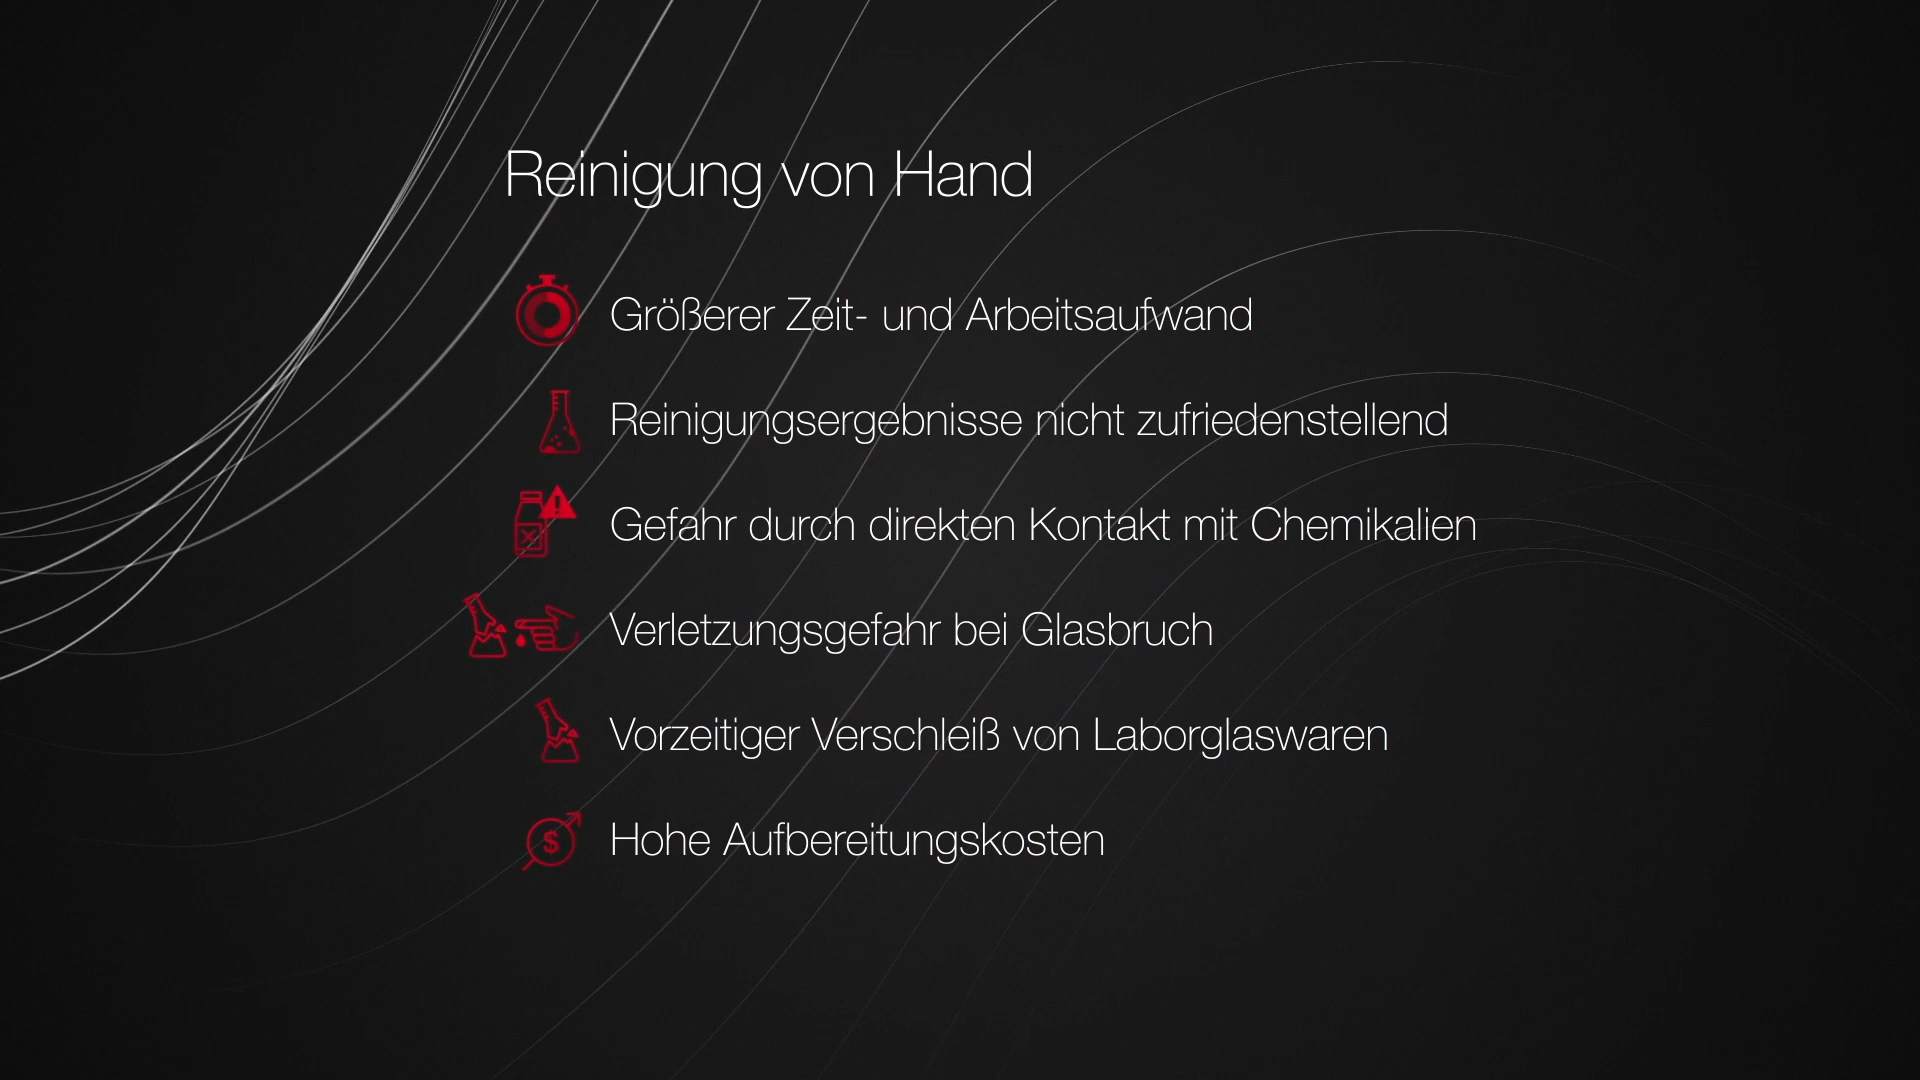 Reinigung von Hand
Größerer Zeit- und Arbeitsaufwand
Reinigungsergebnisse nicht zufriedenstellend
Gefahr durch direkten Kontakt mit Chemikalien
Verletzungsgefahr bei Glasbruch
Vorzeitiger Verschleiß von Laborglaswaren
$ Hohe Aufbereitungskosten